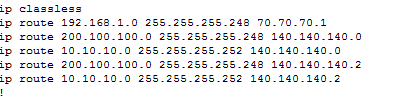 ip classless
ip route 192.168.1.0 255.255.255.248 70.70.70.1
ip route 200.100.100.0 255.255.255.248 140.140.140.0
ip route 10.10.10.0 255.255.255.252 140.140.140.0
ip route 200.100.100.0 255.255.255.248 140.140.140.2
ip route 10.10.10.0 255.255.255.252 140.140.140.2
!